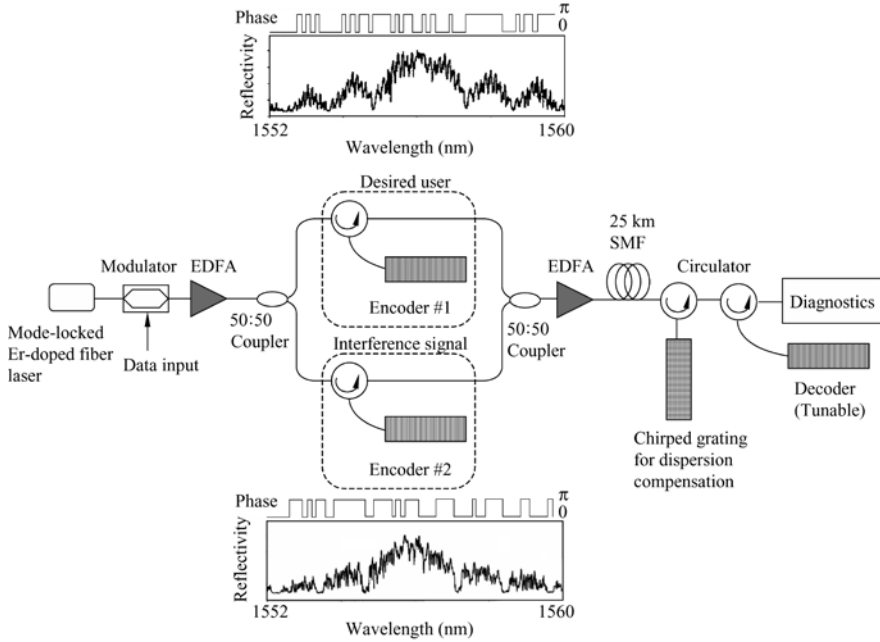 Phase
π
0
Reflectivity
1552
1560
Wavelength (nm)
Desired user
25 km
SMF
EDFA
Modulator
EDFA
Circulator
Encoder #1
Diagnostics
50:50
Coupler
50:50
Coupler
Mode-locked
Er-doped fiber
laser
Data input
Interference signal
Decoder
(Tunable)
Encoder #2
Chirped grating
for dispersion
compensation
Phase
π
0
Reflectivity
1552
1560
Wavelength (nm)